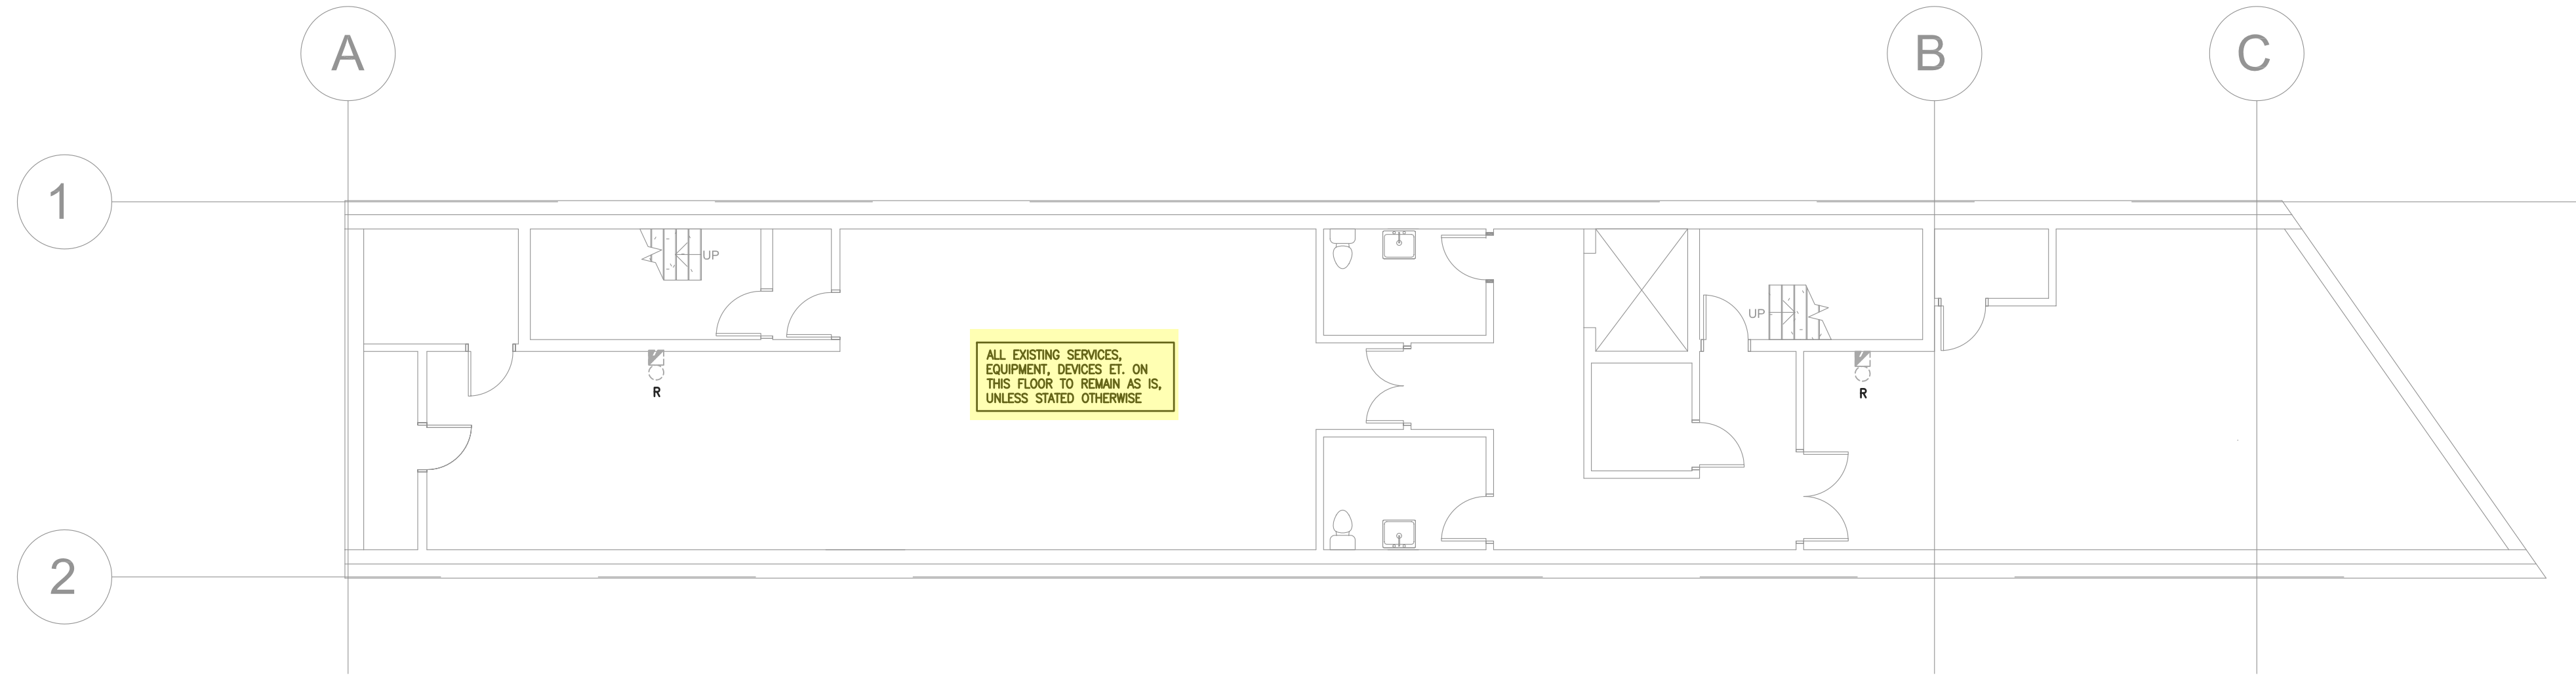 A
B
C
1
UP
UP
ALL EXISTING SERVICES,
EQUIPMENT, DEVICES ET. ON
THIS FLOOR TO REMAIN AS IS,
UNLESS STATED OTHERWISE
R
R
2